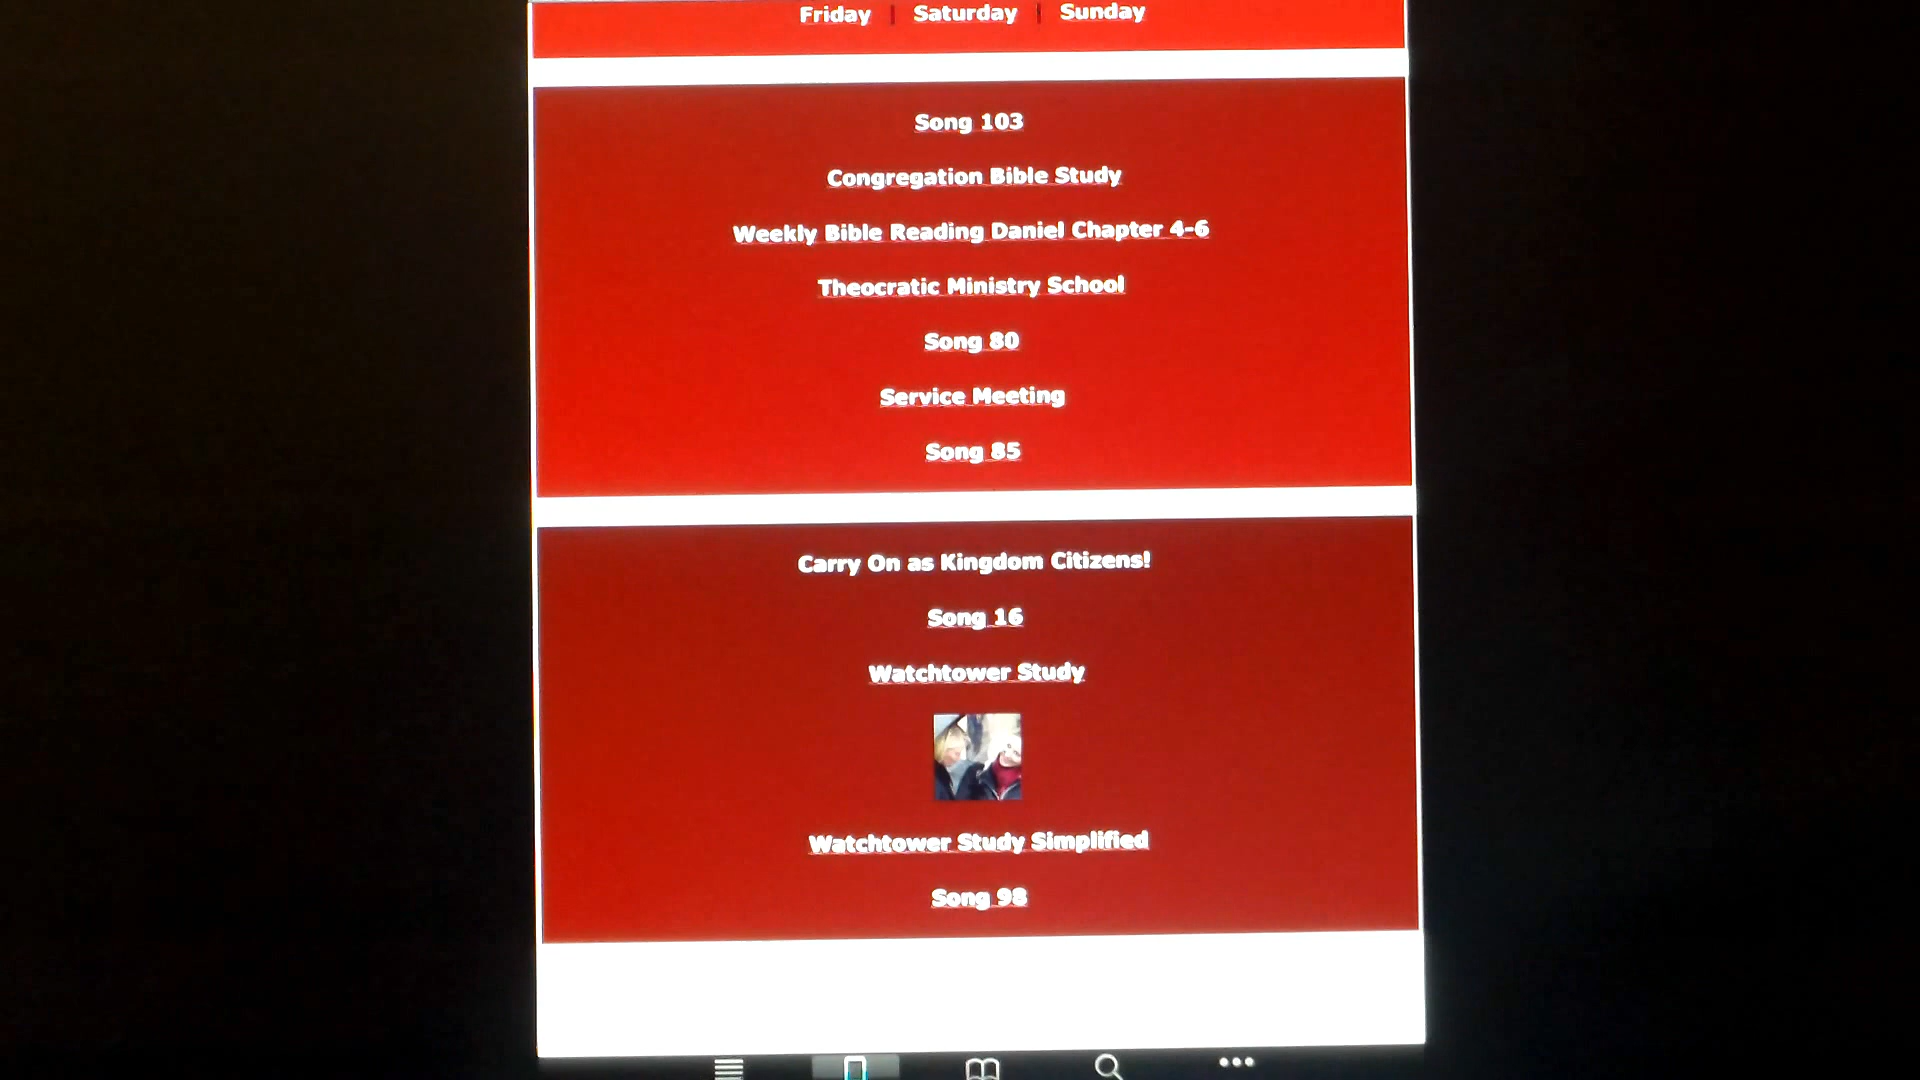 Friday | Saturday | Sunday
Song 103
Congregation Bible Study
Weekly Bible Reading Daniel Chapter 4-6
Theocratic Ministry School
Song 80
Service Meeting
Song 85
Carry On as Kingdom Citizens!
Song 16
Watchtower Study
Watchtower Study Simplified
Song 98